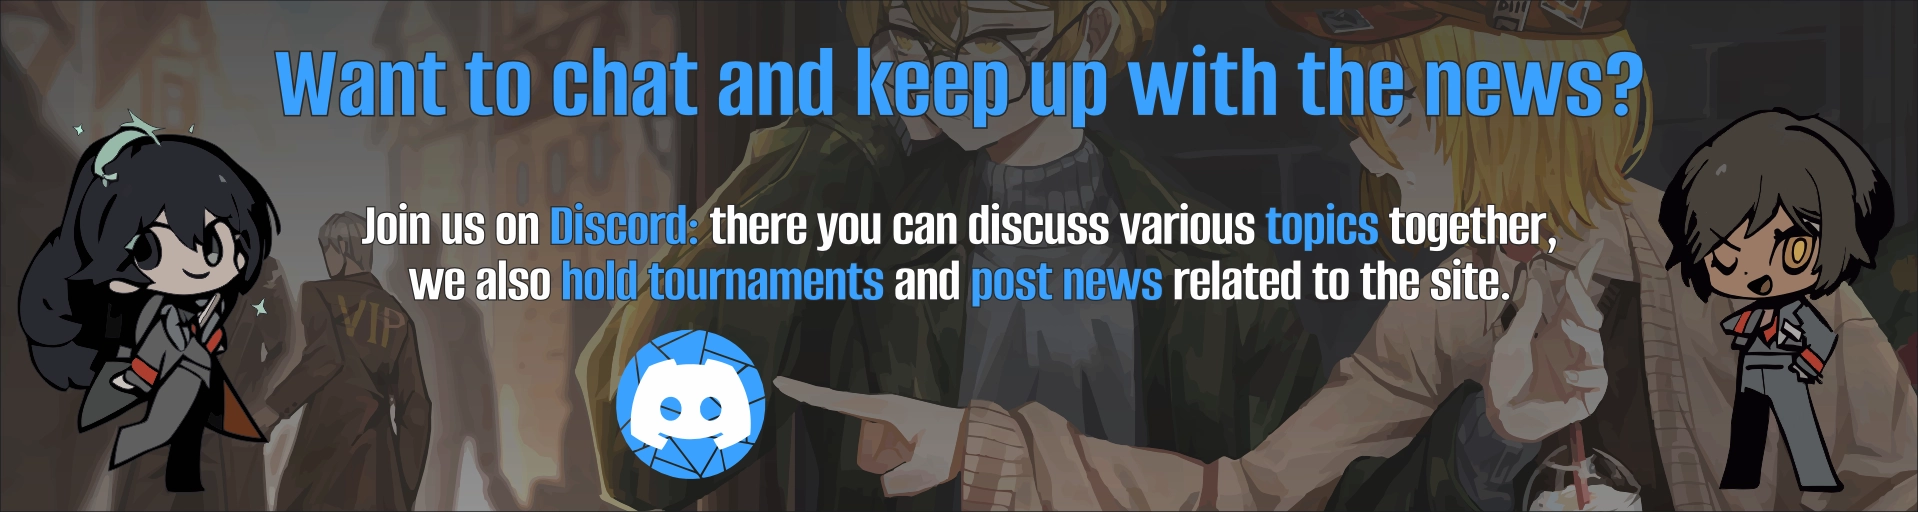 Want to chat and keep up with the news?
Join us on Discord: there you can discuss various topics together,
we also hold tournaments and post news related to the site.
VIP